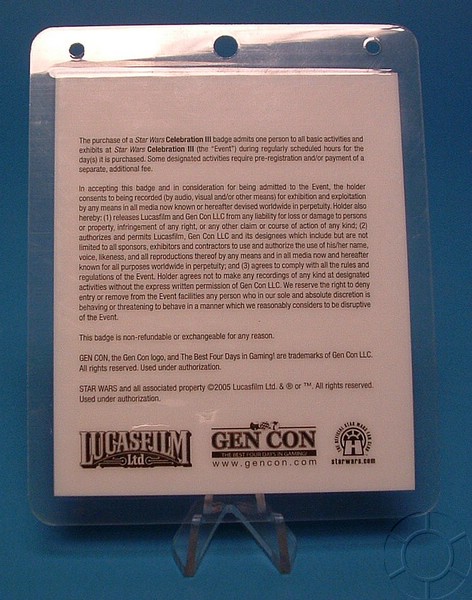 The purchase of a Star Wars Celebration III badge admits one person to all basic activities and
exhibits at Star Wars Celebration III (the "Event") during regularly scheduled hours for the
day(s) it is purchased. Some designated activities require pre-registration and/or payment of a
separate, additional fee.
In accepting this badge and in consideration for being admitted to the Event, the holder
consents to being recorded (by audio, visual and/or other means) for exhibition and exploitation
by any means in all media now known or hereafter devised worldwide in perpetuity. Holder also
hereby: (1) releases Lucasfilm and Gen Con LLC from any liability for loss or damage to persons
or property, infringement of any right, or any other claim or course of action of any kind; (2)
authorizes and permits Lucasfilm, Gen Con LLC and its designees which include but are not
limited to all sponsors, exhibitors and contractors to use and authorize the use of his/her name,
voice, likeness, and all reproductions thereof by any means and in all media now and hereafter
known for all purposes worldwide in perpetuity; and (3) agrees to comply with all the rules and
regulations of the Event. Holder agrees not to make any recordings of any kind at designated
activities without the express written permission of Gen Con LLC. We reserve the right to deny
entry or remove from the Event facilities any person who in our sole and absolute discretion is
behaving or threatening to behave in a manner which we reasonably considers to be disruptive
of the Event.
This badge is non-refundable or exchangeable for any reason.
GEN CON, the Gen Con logo, and The Best Four Days in Gaming! are trademarks of Gen Con LLC.
All rights reserved. Used under authorization.
STAR WARS and all associated property ©2005 Lucasfilm Ltd. & ® or ™. All rights reserved.
Used under authorization.
LUCASFILM
Ltd
GEN CON
THE BEST FOUR DAYS IN GAMING!
www.gencon.com
THE OFFICIAL STAR WARS FAN CLUB
starwars.com